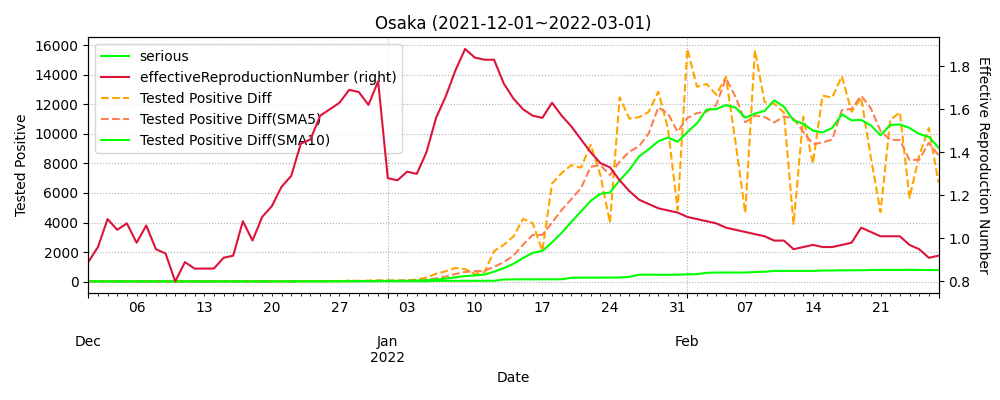 Osaka (2021-12-01~2022-03-01)
serious
effectiveReproductionNumber (right)
Tested Positive Diff
Tested Positive Diff(SMA5)
Tested Positive Diff(SMA10)
Tested Positive
16000
14000
12000
10000
8000
6000
4000
2000
0
Effective Reproduction Number
1.8
1.6
1.4
1.2
1.0
0.8
06 13 20 27 03 10 17 24 31 07 14 21
Dec Jan Feb
2022
Date